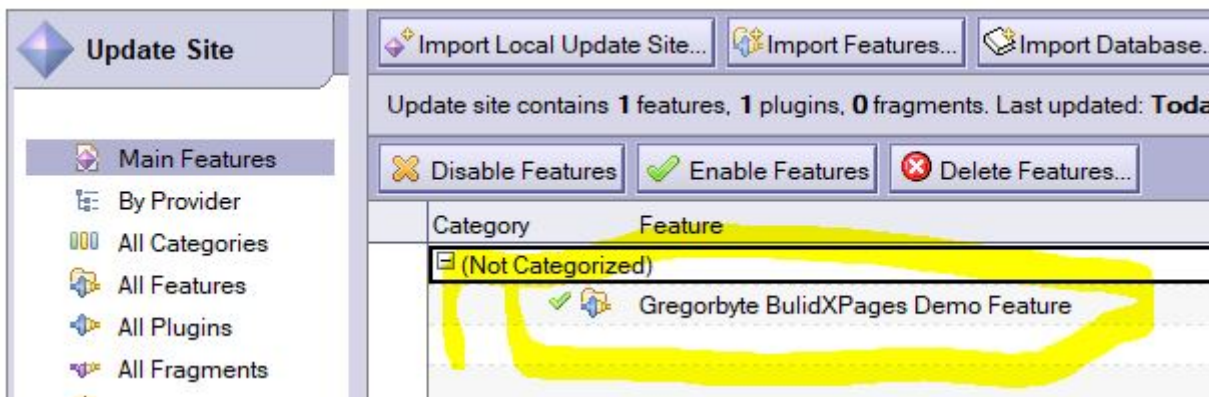 Update Site
Import Local Update Site... Import Features... Import Database.
Update site contains 1 features, 1 plugins, 0 fragments. Last updated: Toda
Main Features
By Provider
All Categories
All Features
All Plugins
All Fragments
Disable Features Enable Features Delete Features...
Category Feature
(Not Categorized)
Gregorbyte BulidXPages Demo Feature